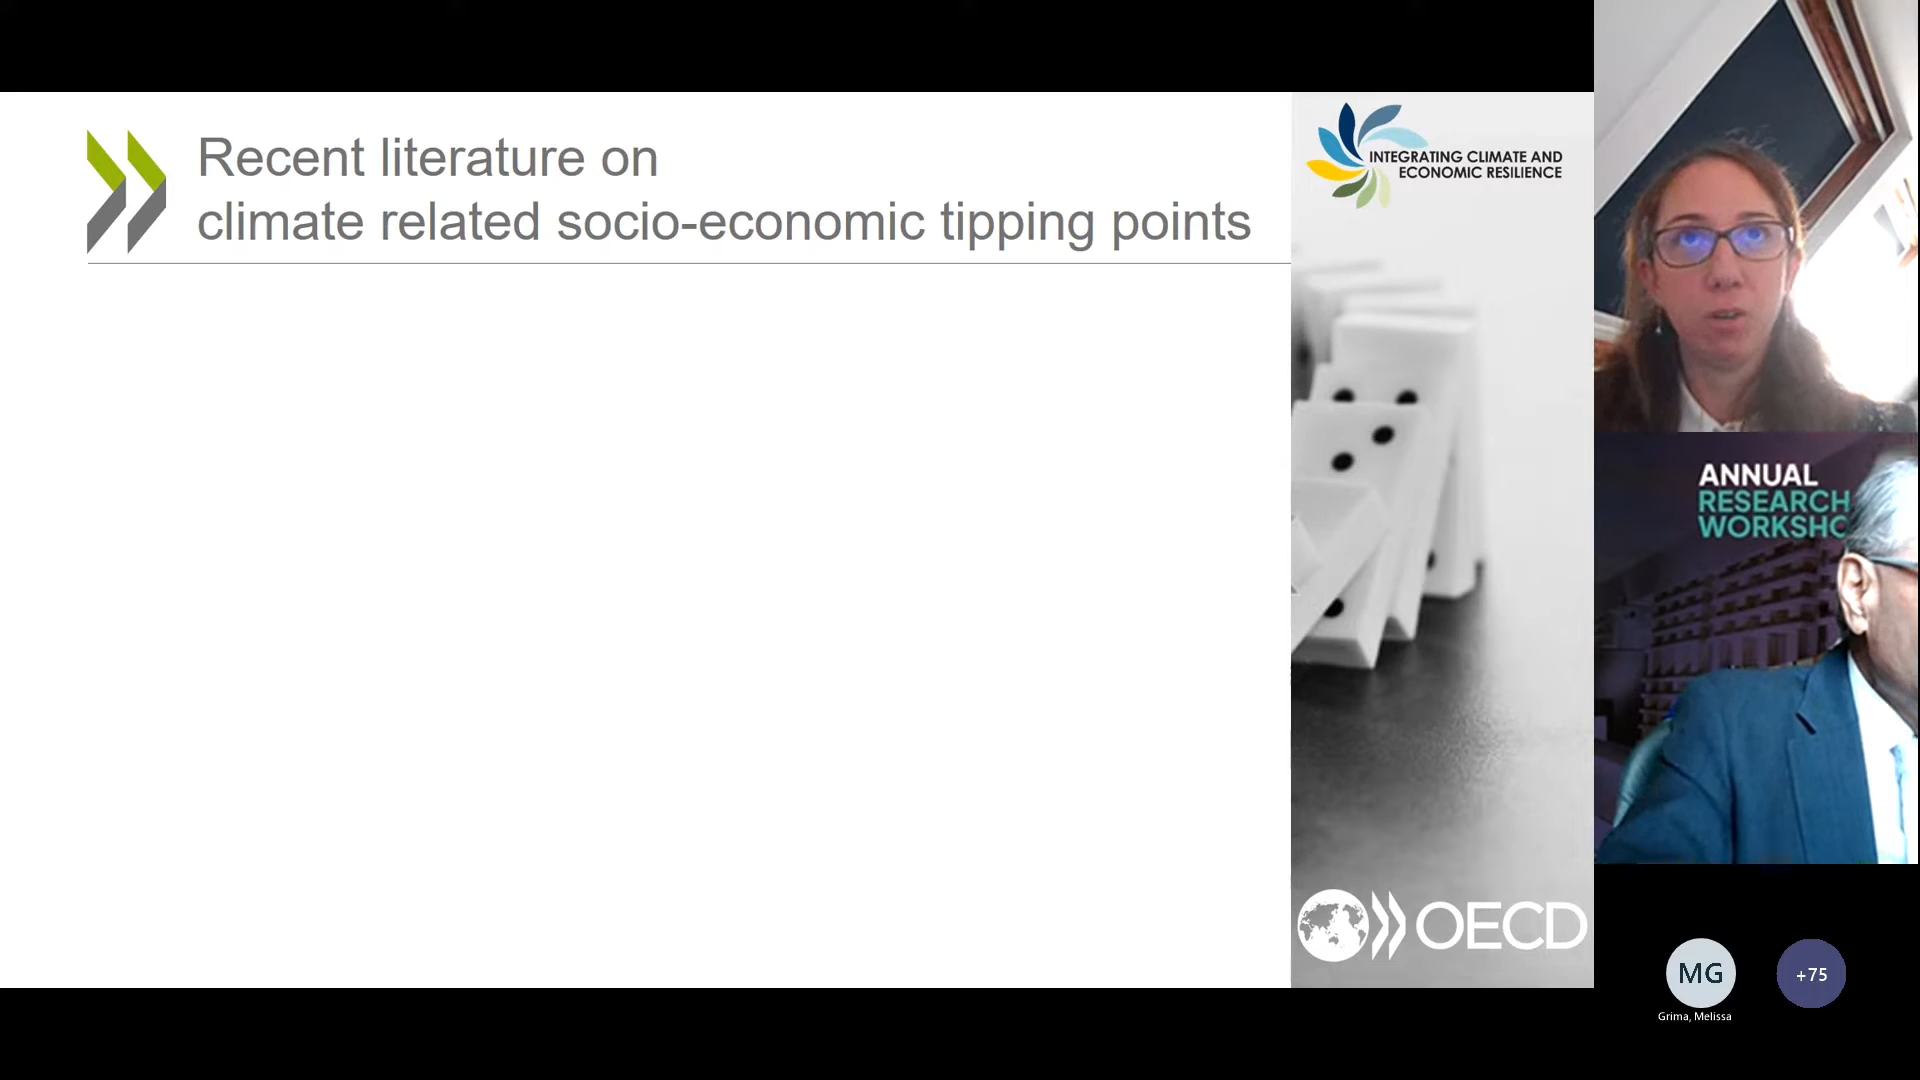 Recent literature on
climate related socio-economic tipping points
INTEGRATING CLIMATE AND
ECONOMIC RESILIENCE
OECD
ANNUAL
RESEARCH
WORKSHO
MG
+75
Grima, Melissa